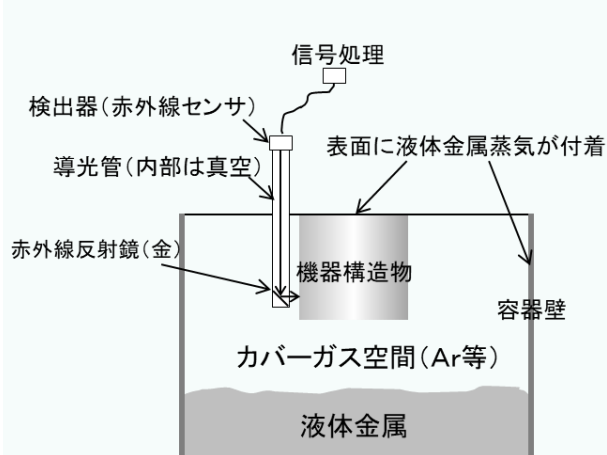 信号処理
検出器(赤外線センサ)
表面に液体金属蒸気が付着
導光管(内部は真空)
赤外線反射鏡(金)
機器構造物
容器壁
カバーガス空間(Ar等)
液体金属